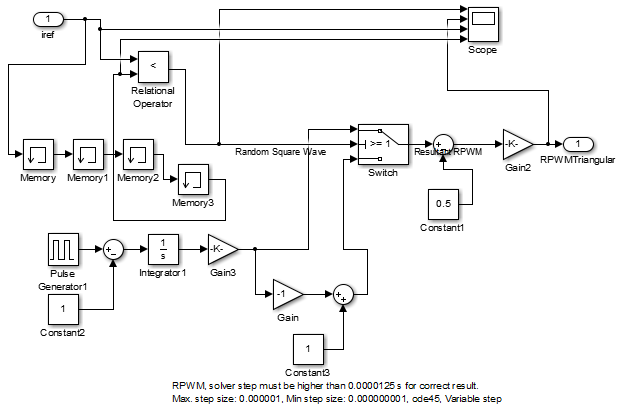 1
iref
Scope
<
Relational
Operator
Random Square Wave
>= 1
Switch
Resultant RPWM
-K-
Gain2
1
RPWMTriangular
Memory
Memory1
Memory2
Memory3
0.5
Constant1
Pulse
Generator1
1
s
Integrator1
-K-
Gain3
1
Constant2
-1
Gain
1
Constant3
RPWM, solver step must be higher than 0.0000125 s for correct result.
Max. step size: 0.000001, Min step size: 0.000000001, ode45, Variable step